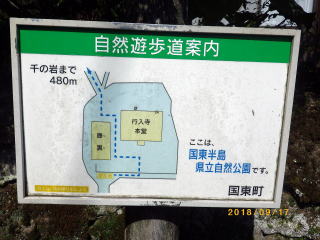 自然遊歩道案内
千の岩まで
480m
行入寺
本堂
庫裏
ここは、
国東半島
県立自然公園です。
国東町
2018/09/17